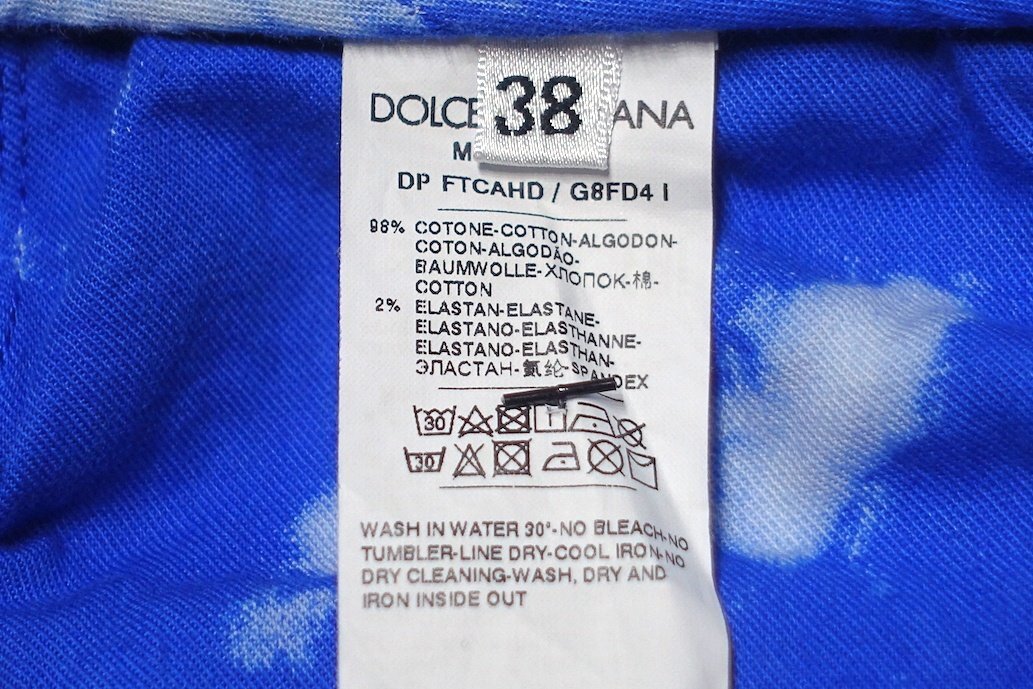 38
DOLCE ANA
M
DP FTCAHD / G8FD4 I
98% COTONE-COTTON-ALGODON-
COTON-ALGODÃO-
BAUMWOLLE-ХЛОПОК-棉-
COTTON
2% ELASTAN-ELASTANE-
ELASTANO-ELASTHANNE-
ELASTANO-ELASTHAN-
ЭЛАСТАН-氨纶-SPANDEX
30
30
WASH IN WATER 30°-NO BLEACH-NO
TUMBLER-LINE DRY-COOL IRON-NO
DRY CLEANING-WASH, DRY AND
IRON INSIDE OUT